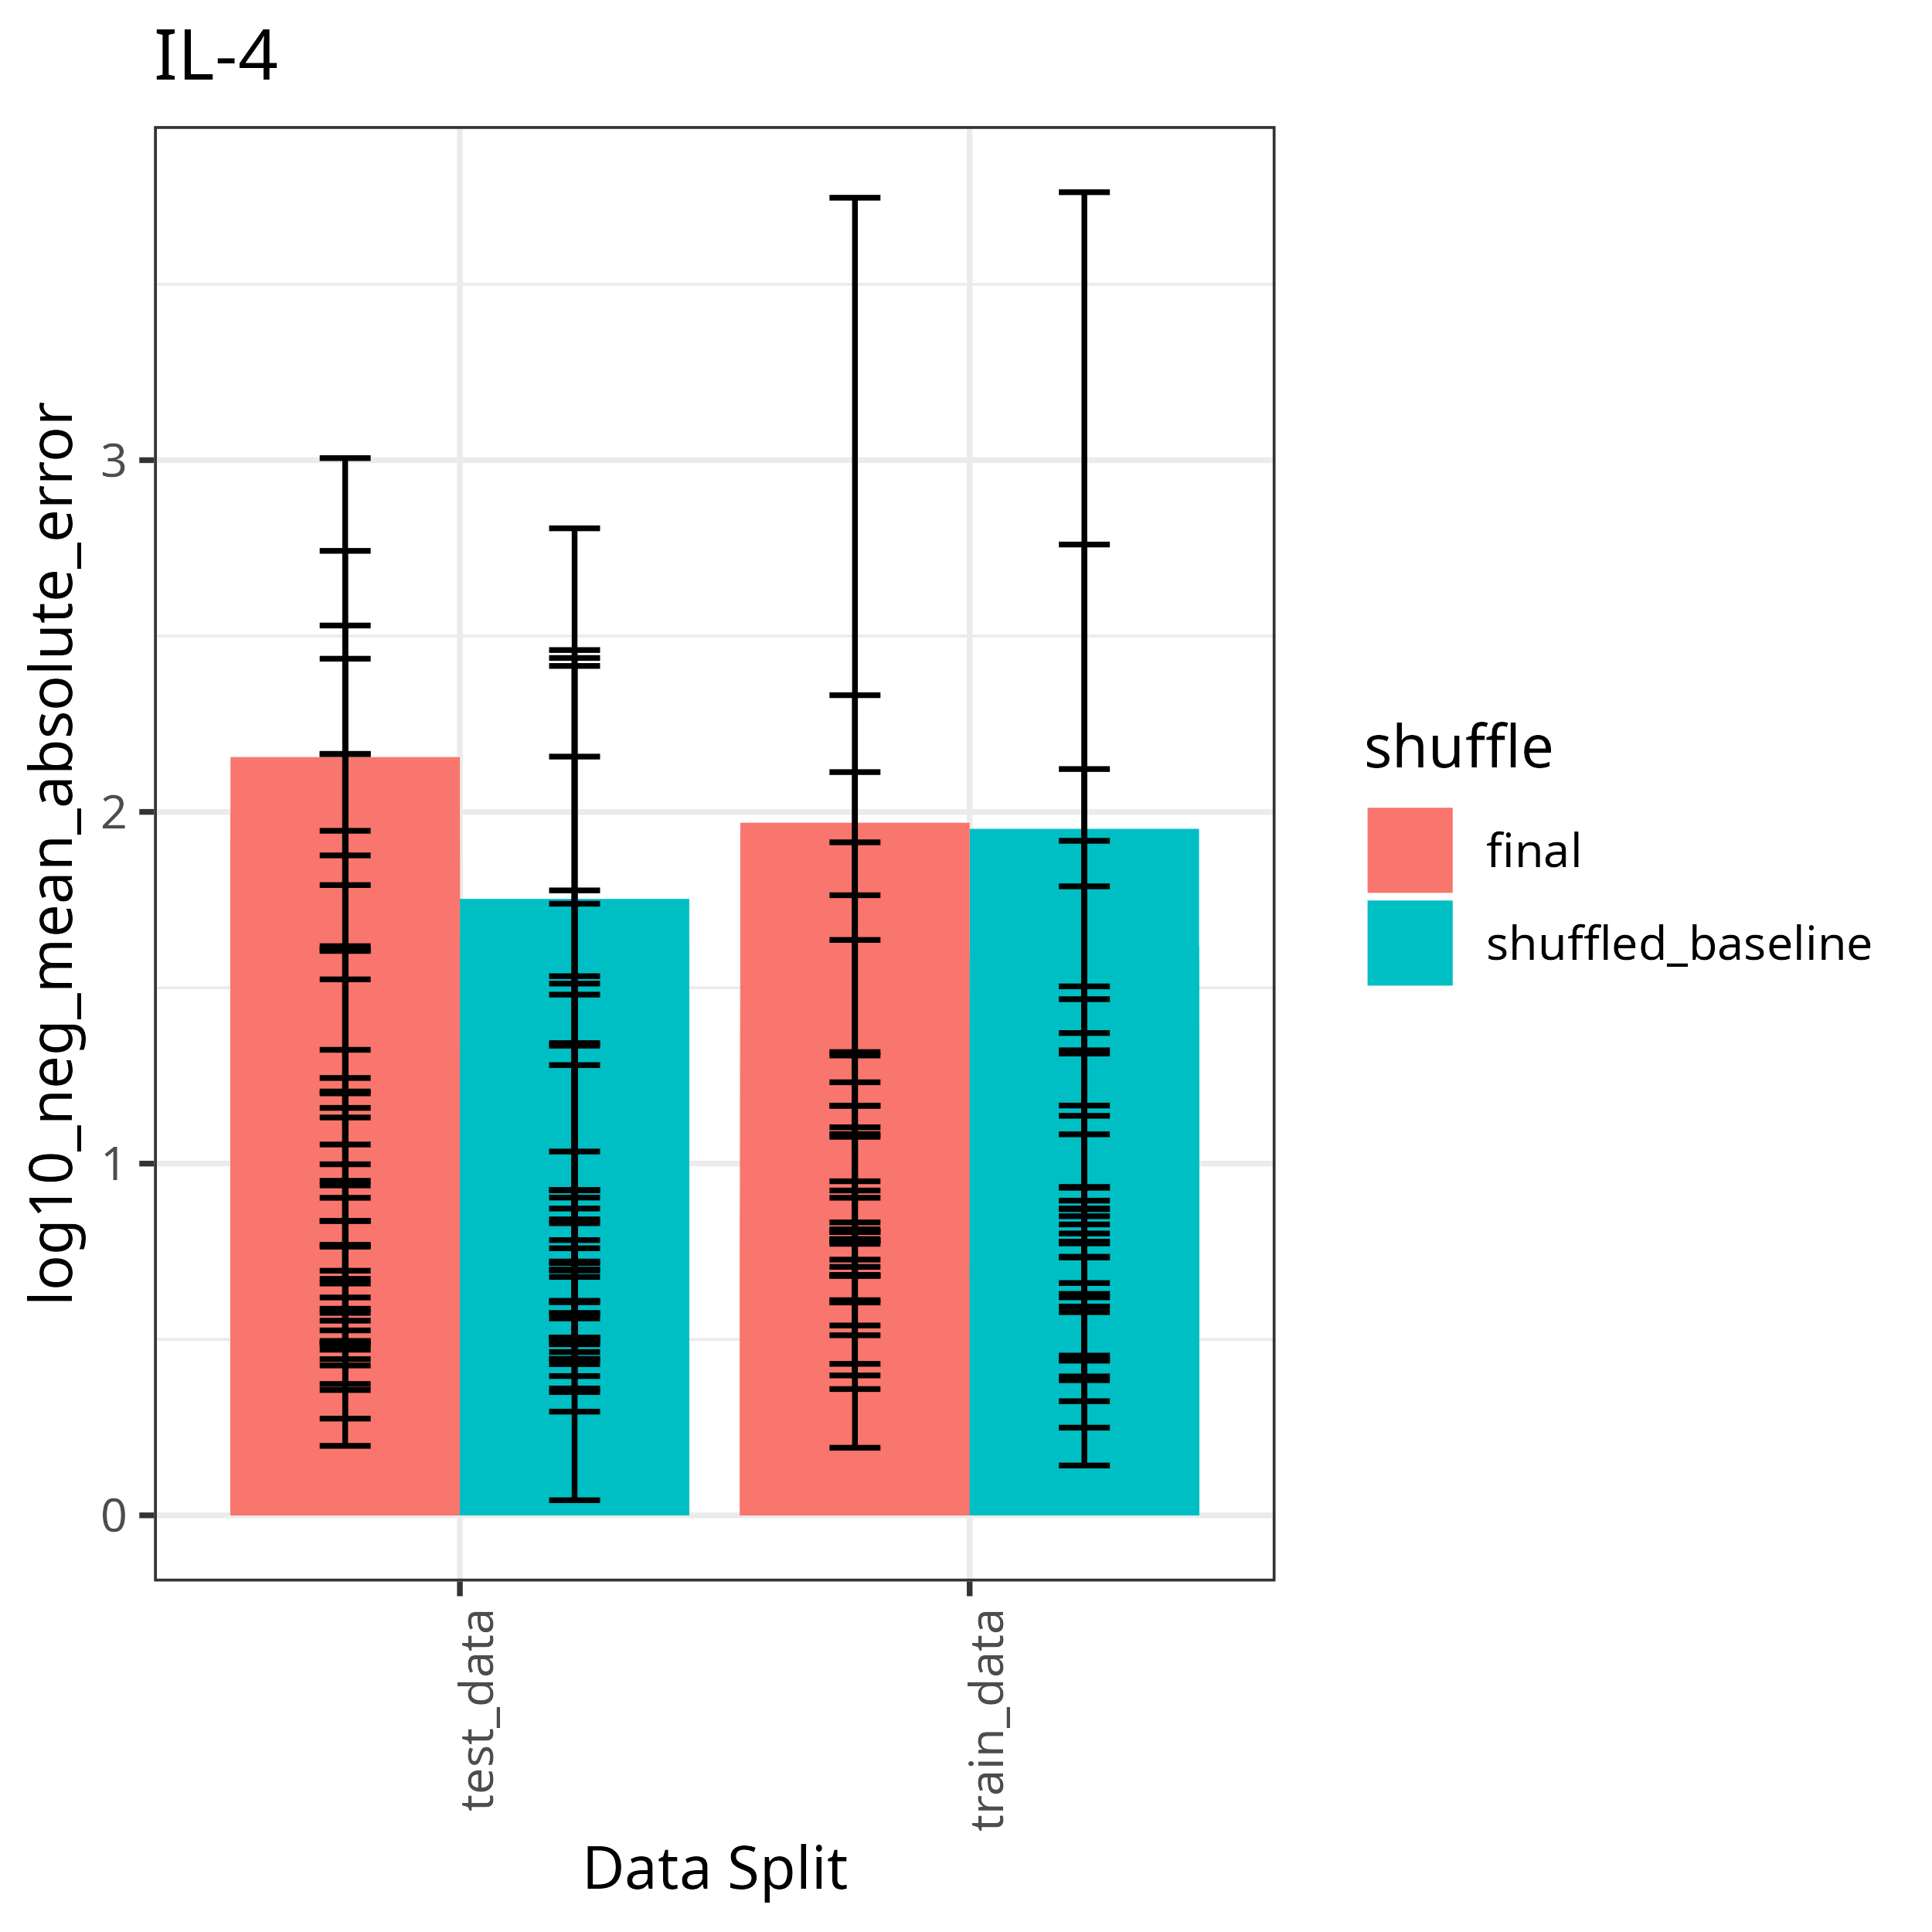 IL-4
log10_neg_mean_absolute_error
3
2
1
0
test_data
train_data
Data Split
shuffle
final
shuffled_baseline